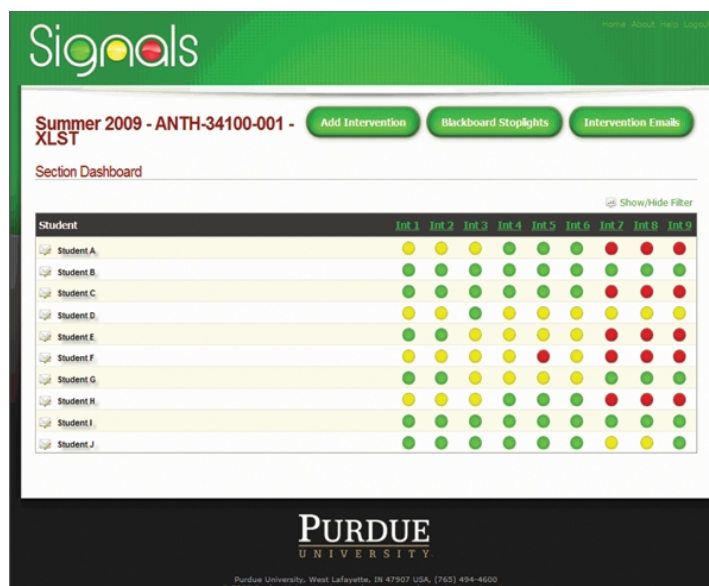 Home About Help Logout
Signals
Summer 2009 - ANTH-34100-001 -
XLST
Add Intervention
Blackboard Stoplights
Intervention Emails
Section Dashboard
Show/Hide Filter
Student Int 1 Int 2 Int 3 Int 4 Int 5 Int 6 Int 7 Int 8 Int 9
Student A
Student B
Student C
Student D
Student E
Student F
Student G
Student H
Student I
Student J
PURDUE
UNIVERSITY
Purdue University, West Lafayette, IN 47907 USA, (765) 494-4600